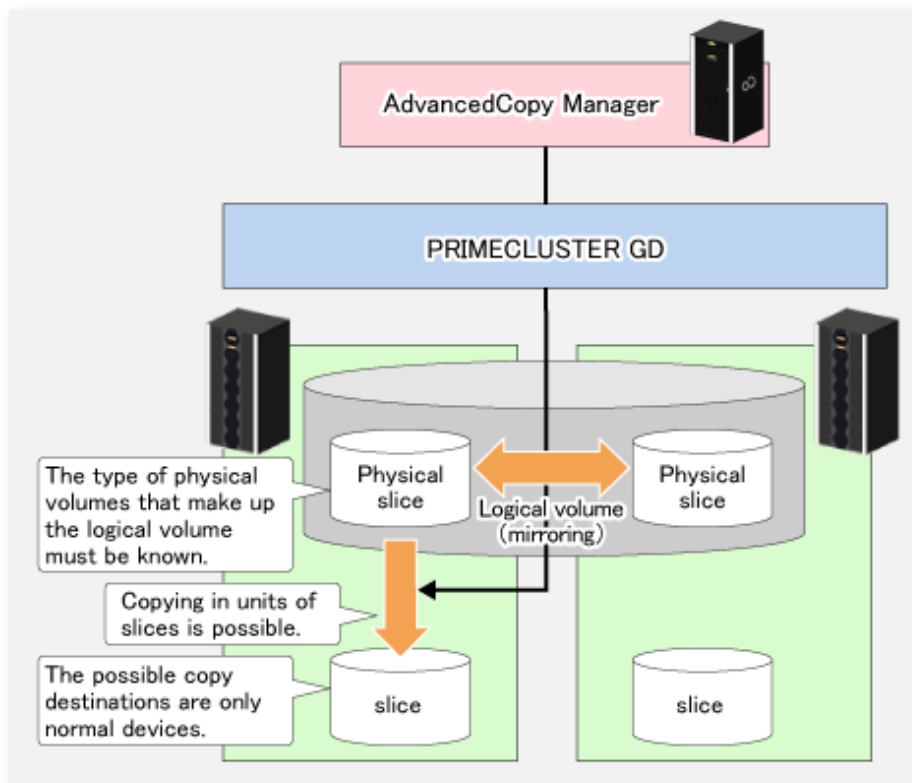 AdvancedCopy Manager
PRIMECLUSTER GD
Physical
slice
Physical
slice
Logical volume
(mirroring)
The type of physical
volumes that make up
the logical volume
must be known.
Copying in units of
slices is possible.
The possible copy
destinations are only
normal devices.
slice
slice